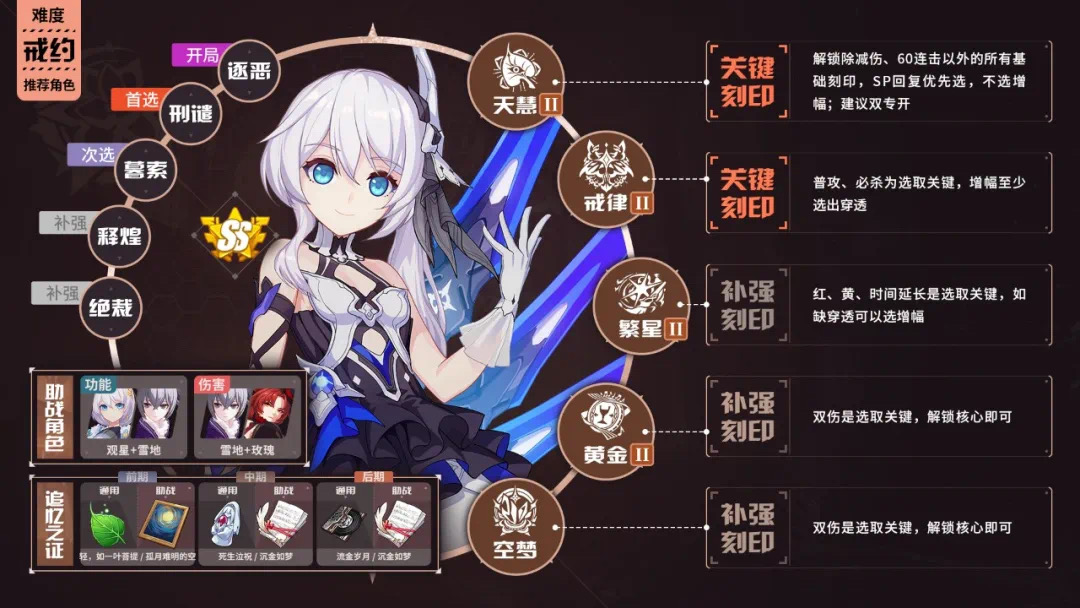 难度
戒约
推荐角色
开局
逐恶
首选
刑谴
次选
暮索
补强
释煌
补强
绝裁
SS
天慧 II
戒律 II
繁星 II
黄金 II
空梦
关键
刻印
解锁除减伤、60连击以外的所有基
础刻印，SP回复优先选，不选增
幅；建议双专开
关键
刻印
普攻、必杀为选取关键，增幅至少
选出穿透
补强
刻印
红、黄、时间延长是选取关键，如
缺穿透可以选增幅
补强
刻印
双伤是选取关键，解锁核心即可
补强
刻印
双伤是选取关键，解锁核心即可
助战角色
功能
观星+雪地
伤害
雪地+玫瑰
追忆之证
前期
通用 助战
轻，如一叶菩提 / 孤月难明的空
中期
通用 助战
死生泣祝 / 沉金如梦
后期
通用 助战
流金岁月 / 沉金如梦